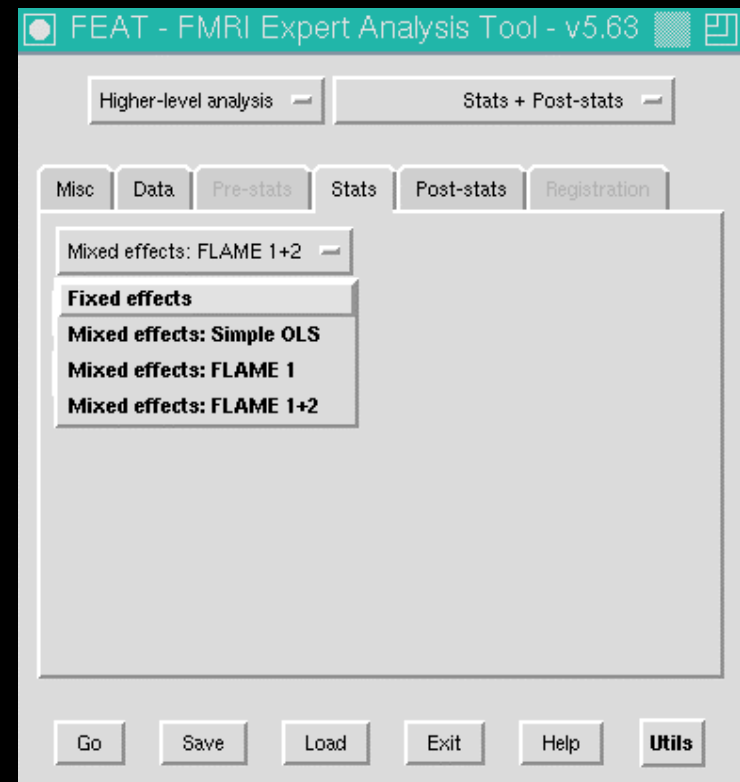 FEAT - FMRI Expert Analysis Tool - v5.63
Higher-level analysis Stats + Post-stats
Misc Data Pre-stats Stats Post-stats Registration
Mixed effects: FLAME 1+2
Fixed effects
Mixed effects: Simple OLS
Mixed effects: FLAME 1
Mixed effects: FLAME 1+2
Go Save Load Exit Help Utils